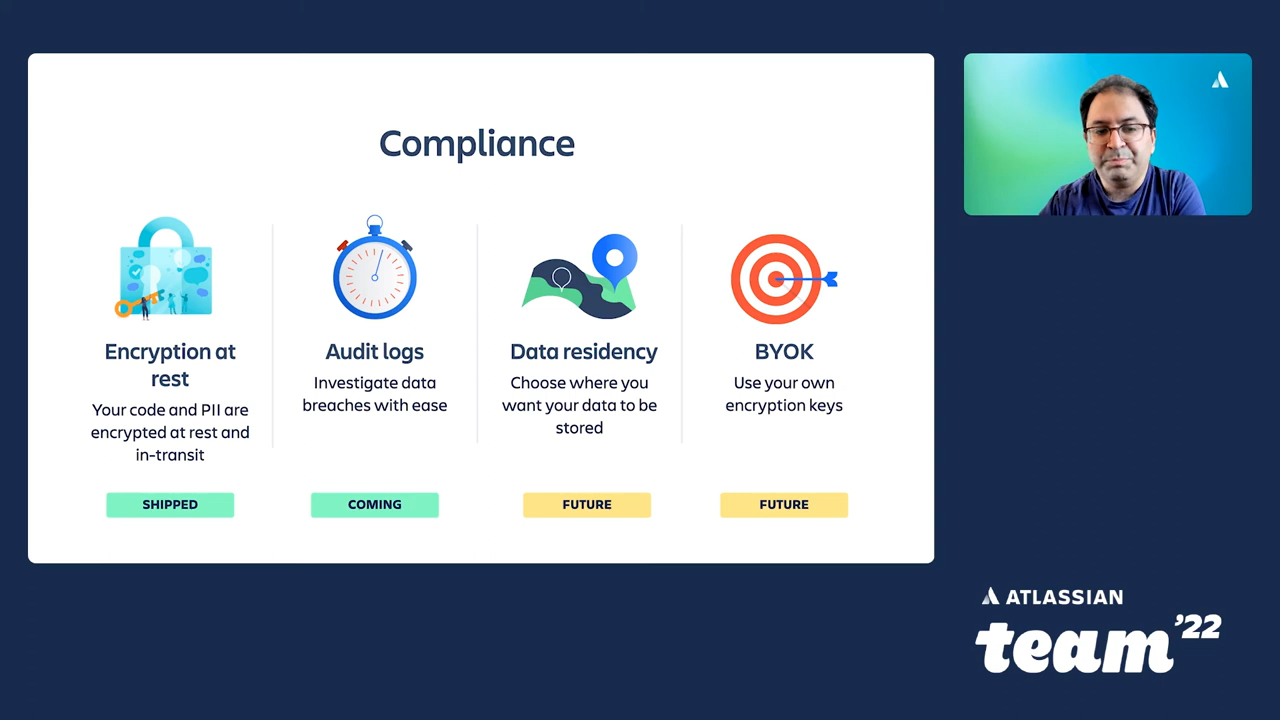 Compliance
Encryption at
rest
Your code and PII are
encrypted at rest and
in-transit
SHIPPED
Audit logs
Investigate data
breaches with ease
COMING
Data residency
Choose where you
want your data to be
stored
FUTURE
BYOK
Use your own
encryption keys
FUTURE
ATLASSIAN
team '22